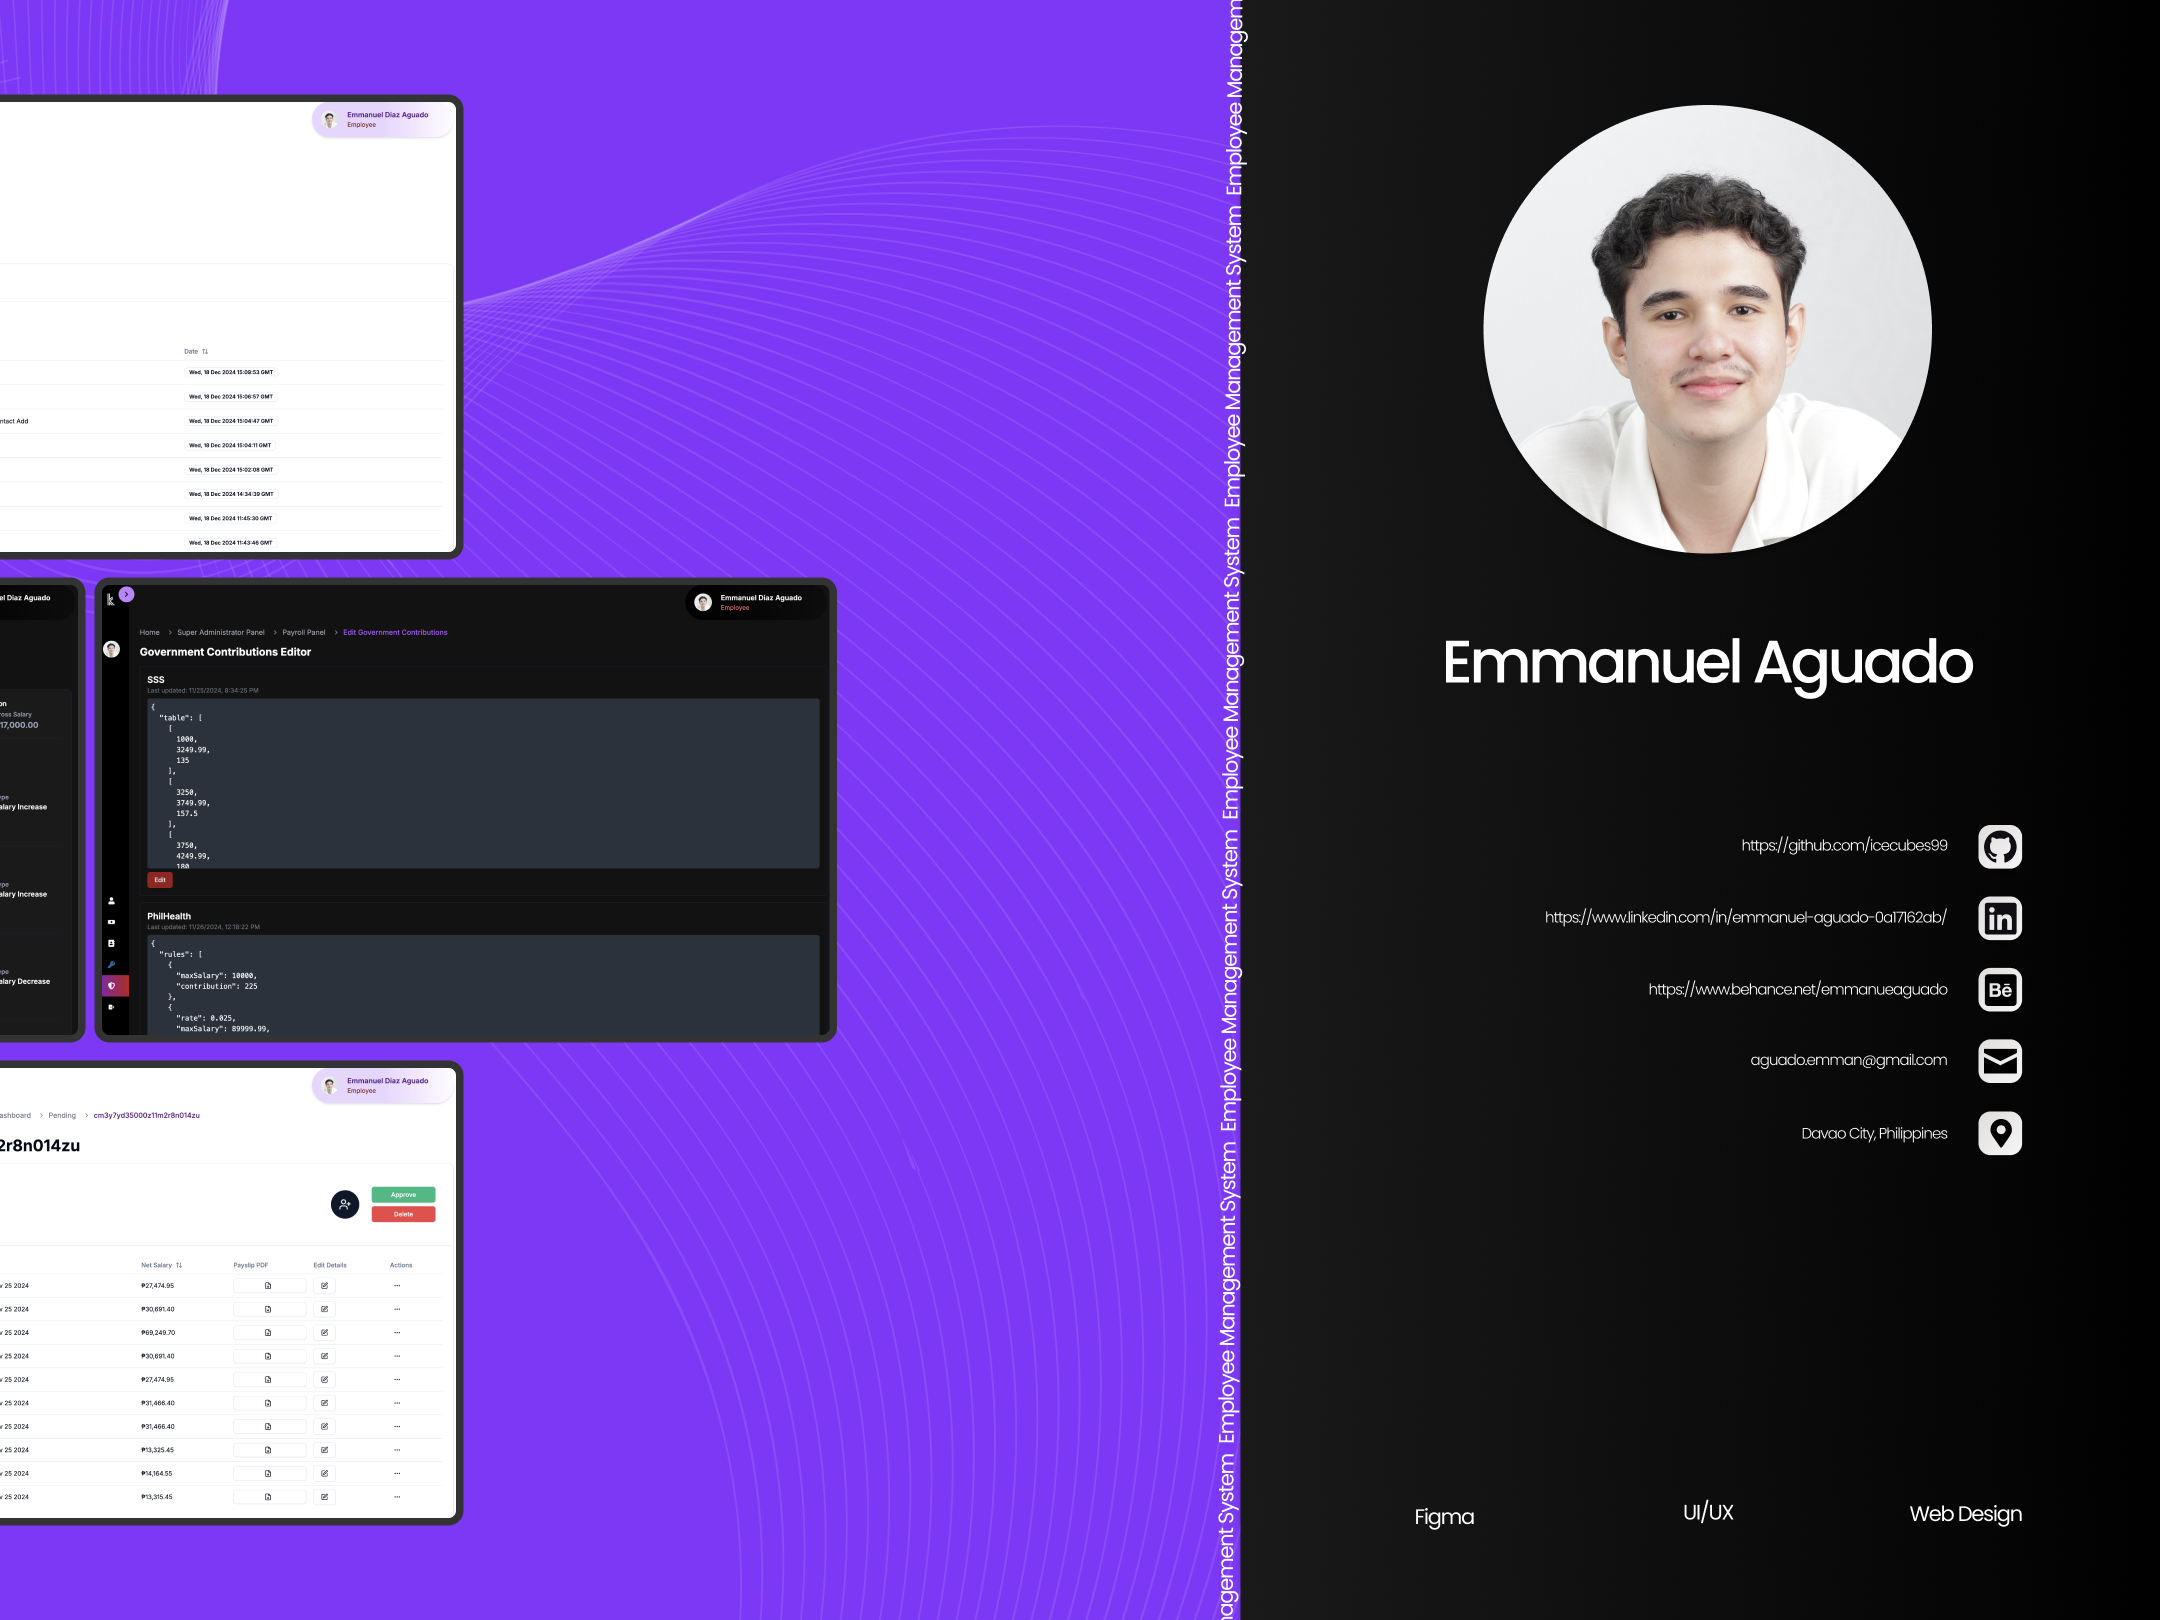 Emmanuel Diaz Aguado
Employee
Date
Wed, 18 Dec 2024 15:09:53 GMT
Wed, 18 Dec 2024 15:06:57 GMT
ntact Add
Wed, 18 Dec 2024 15:04:47 GMT
Wed, 18 Dec 2024 15:04:11 GMT
Wed, 18 Dec 2024 15:02:08 GMT
Wed, 18 Dec 2024 14:34:39 GMT
Wed, 18 Dec 2024 11:45:30 GMT
Wed, 18 Dec 2024 11:43:46 GMT
el Diaz Aguado
on
ross Salary
17,000.00
ype
alary Increase
ype
alary Increase
ype
alary Decrease
Emmanuel Diaz Aguado
Employee
Home > Super Administrator Panel > Payroll Panel > Edit Government Contributions
Government Contributions Editor
SSS
Last updated: 11/25/2024, 8:34:25 PM
{
"table": [
[
1000,
3249.99,
135
],
[
3250,
3749.99,
157.5
],
[
3750,
4249.99,
180
Edit
PhilHealth
Last updated: 11/26/2024, 12:18:22 PM
{
"rules": [
{
"maxSalary": 10000,
"contribution": 225
},
{
"rate": 0.025,
"maxSalary": 89999.99,
Emmanuel Diaz Aguado
Employee
ashboard > Pending > cm3y7yd35000z11m2r8n014zu
2r8n014zu
Approve
Delete
Net Salary Payslip PDF Edit Details Actions
v 25 2024 ₱27,474.95
v 25 2024 ₱30,691.40
v 25 2024 ₱69,249.70
v 25 2024 ₱30,691.40
v 25 2024 ₱27,474.95
v 25 2024 ₱31,466.40
v 25 2024 ₱31,466.40
v 25 2024 ₱13,325.45
v 25 2024 ₱14,164.55
v 25 2024 ₱13,315.45
nagement System Employee Management System Employee Management System Employee Management System Employee Management System Employee Managem
Emmanuel Aguado
https://github.com/icecubes99
https://www.linkedin.com/in/emmanuel-aguado-0a17162ab/
in
https://www.behance.net/emmanueaguado
Bē
aguado.emman@gmail.com
Davao City, Philippines
Figma UI/UX Web Design